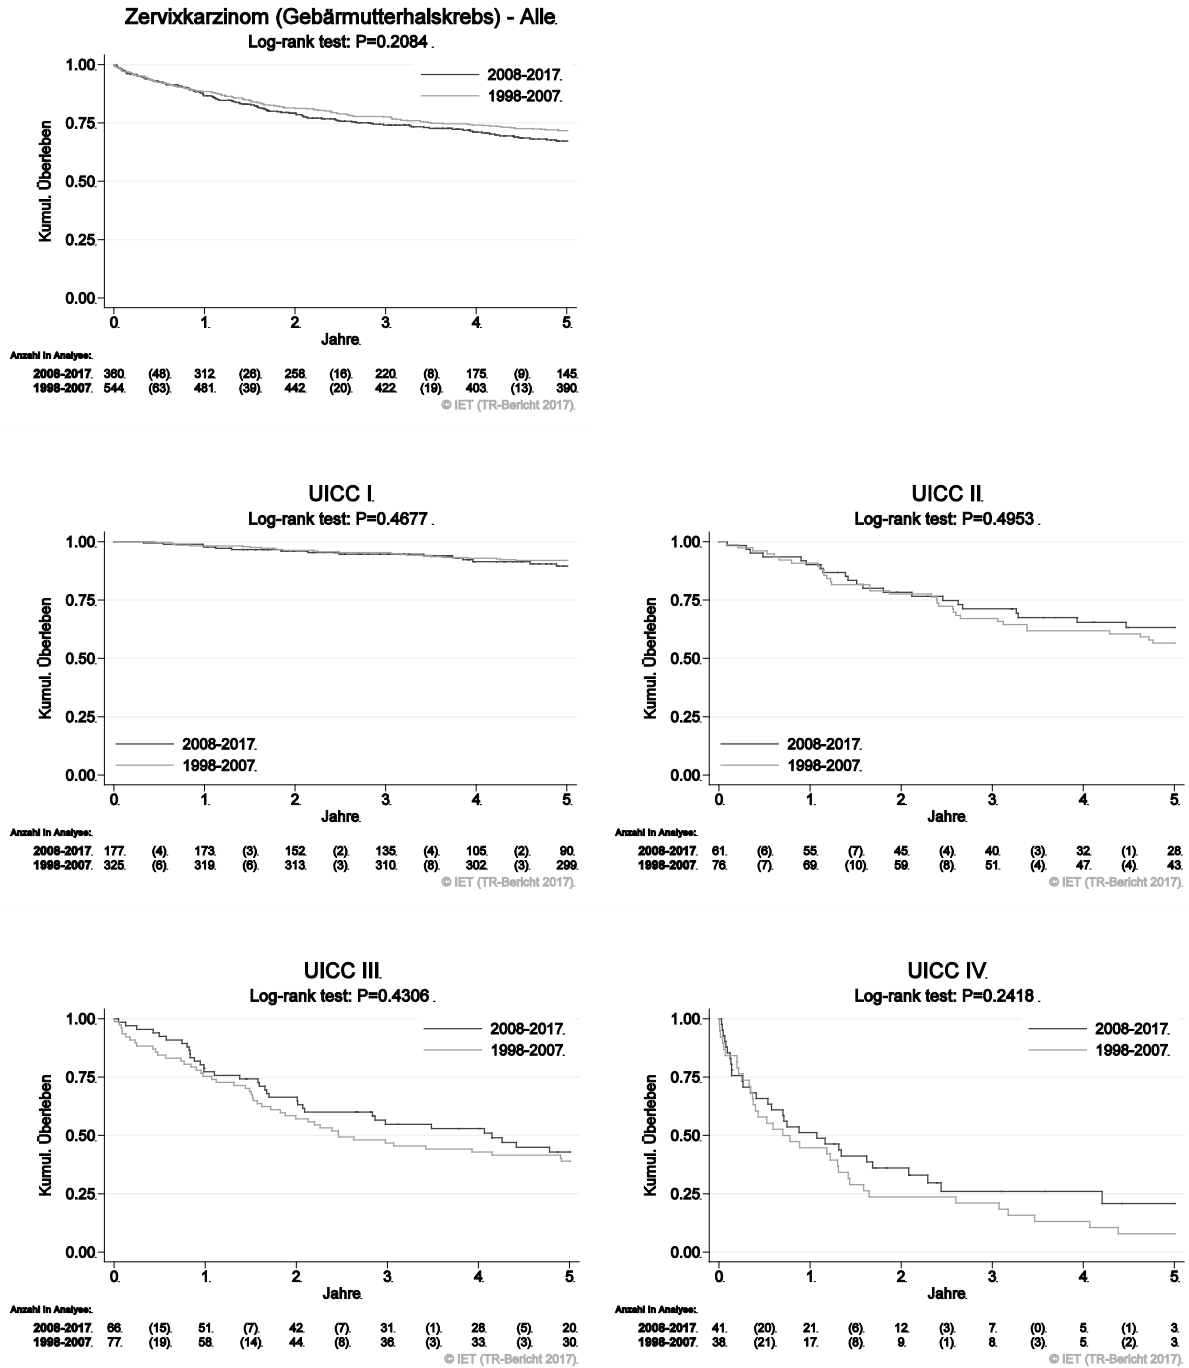 Zervixkarzinom (Gebärmutterhalskrebs) - Alle
Log-rank test: P=0.2084
1.00
0.75
0.50
0.25
0.00
Kumul. Überleben
2008-2017
1998-2007
0 1 2 3 4 5
Jahre
Anzahl in Analyse:
2008-2017 360 (48) 312 (26) 258 (16) 220 (8) 175 (9) 145
1998-2007 544 (63) 481 (39) 442 (20) 422 (19) 403 (13) 390
© IET (TR-Bericht 2017)
UICC I
Log-rank test: P=0.4677
1.00
0.75
0.50
0.25
0.00
Kumul. Überleben
2008-2017
1998-2007
0 1 2 3 4 5
Jahre
Anzahl in Analyse:
2008-2017 177 (4) 173 (3) 152 (2) 135 (4) 105 (2) 90
1998-2007 325 (6) 319 (6) 313 (3) 310 (8) 302 (3) 299
© IET (TR-Bericht 2017)
UICC II
Log-rank test: P=0.4953
1.00
0.75
0.50
0.25
0.00
Kumul. Überleben
2008-2017
1998-2007
0 1 2 3 4 5
Jahre
Anzahl in Analyse:
2008-2017 61 (6) 55 (7) 45 (4) 40 (3) 32 (1) 28
1998-2007 76 (7) 69 (10) 59 (8) 51 (4) 47 (4) 43
© IET (TR-Bericht 2017)
UICC III
Log-rank test: P=0.4306
1.00
0.75
0.50
0.25
0.00
Kumul. Überleben
2008-2017
1998-2007
0 1 2 3 4 5
Jahre
Anzahl in Analyse:
2008-2017 66 (15) 51 (7) 42 (7) 31 (1) 28 (5) 20
1998-2007 77 (19) 58 (14) 44 (8) 36 (3) 33 (3) 30
© IET (TR-Bericht 2017)
UICC IV
Log-rank test: P=0.2418
1.00
0.75
0.50
0.25
0.00
Kumul. Überleben
2008-2017
1998-2007
0 1 2 3 4 5
Jahre
Anzahl in Analyse:
2008-2017 41 (20) 21 (6) 12 (3) 7 (0) 5 (1) 3
1998-2007 38 (21) 17 (8) 9 (1) 8 (3) 5 (2) 3
© IET (TR-Bericht 2017)